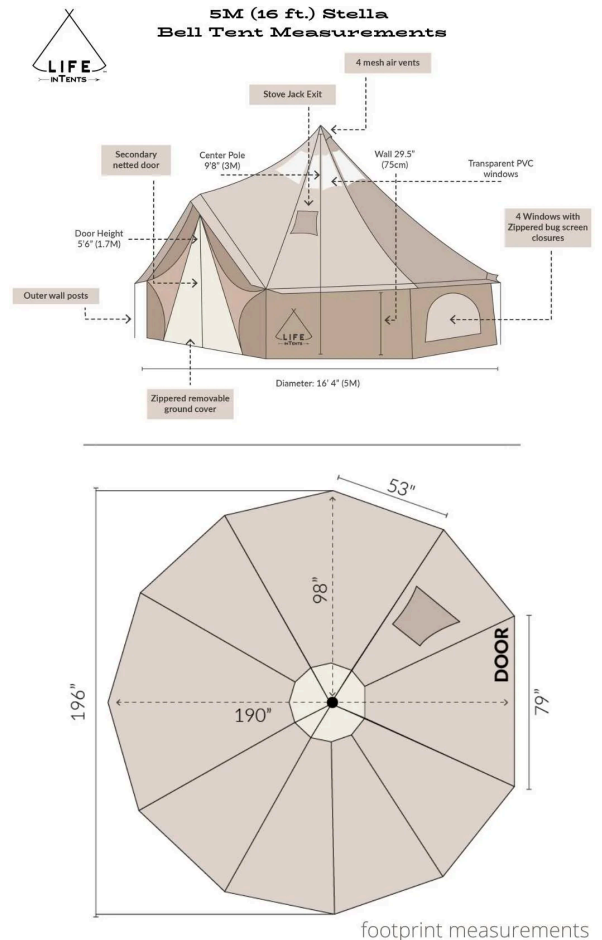 5M (16 ft.) Stella
Bell Tent Measurements
LIFE
inTENTS
4 mesh air vents
Stove Jack Exit
Secondary
netted door
Center Pole
9'8" (3M)
Wall 29.5"
(75cm)
Transparent PVC
windows
4 Windows with
Zippered bug screen
closures
Door Height
5'6" (1.7M)
Outer wall posts
LIFE
inTENTS
Diameter: 16' 4" (5M)
Zippered removable
ground cover
53"
98"
DOOR
196"
190"
79"
footprint measurements